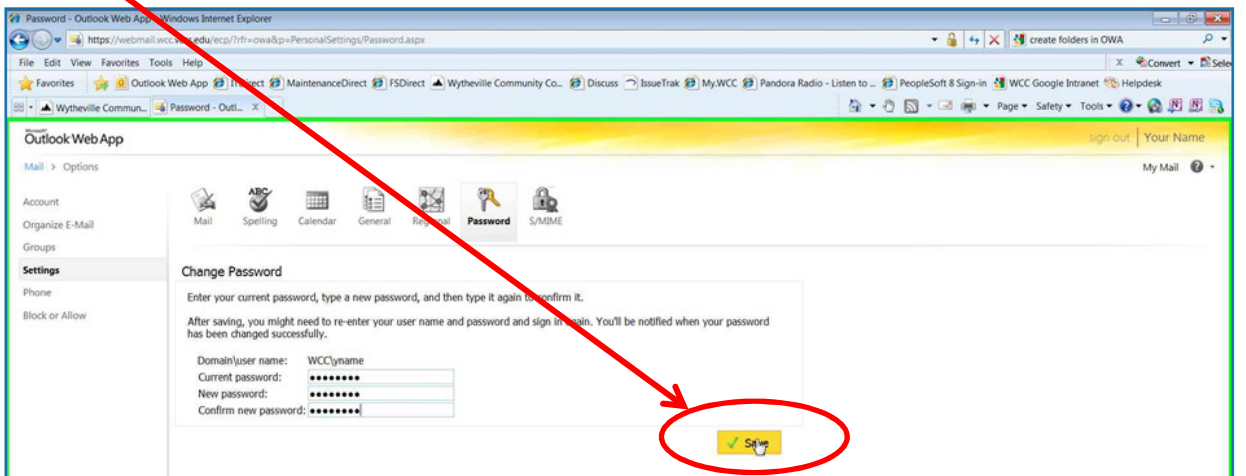 Password - Outlook Web App - Windows Internet Explorer
https://webmail.wcc.vccs.edu/ecp/?rfr=owa&p=PersonalSettings/Password.aspx
create folders in OWA
File Edit View Favorites Tools Help
x Convert Sele
Favorites Outlook Web App MaintenanceDirect FSDirect Wytheville Community Co... Discuss IssueTrak My.WCC Pandora Radio - Listen to ... PeopleSoft 8 Sign-in WCC Google Intranet Helpdesk
Wytheville Commun... Password - Outl... X Page Safety Tools
Microsoft
Outlook Web App
sign out | Your Name
Mail > Options
My Mail
Account
Organize E-Mail
Groups
Settings
Phone
Block or Allow
Mail Spelling Calendar General Regional Password S/MIME
ABC
Change Password
Enter your current password, type a new password, and then type it again to confirm it.
After saving, you might need to re-enter your user name and password and sign in again. You'll be notified when your password
has been changed successfully.
Domain\user name: WCC\yname
Current password: ••••••••
New password: ••••••••
Confirm new password: ••••••••
Save